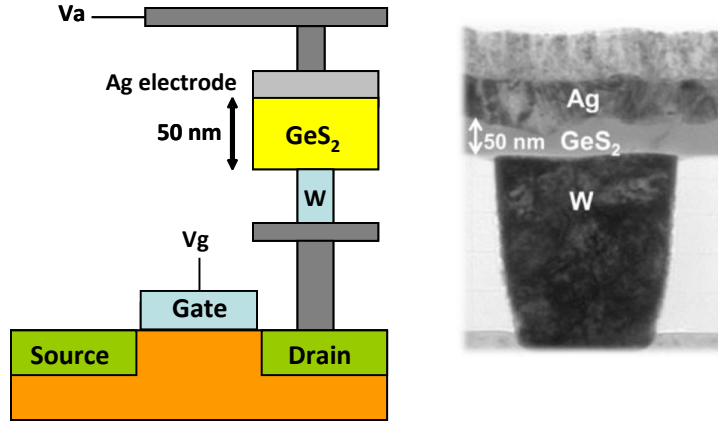 Va
Ag electrode
50 nm
GeS₂
W
Vg
Gate
Source
Drain
Ag
50 nm GeS₂
W